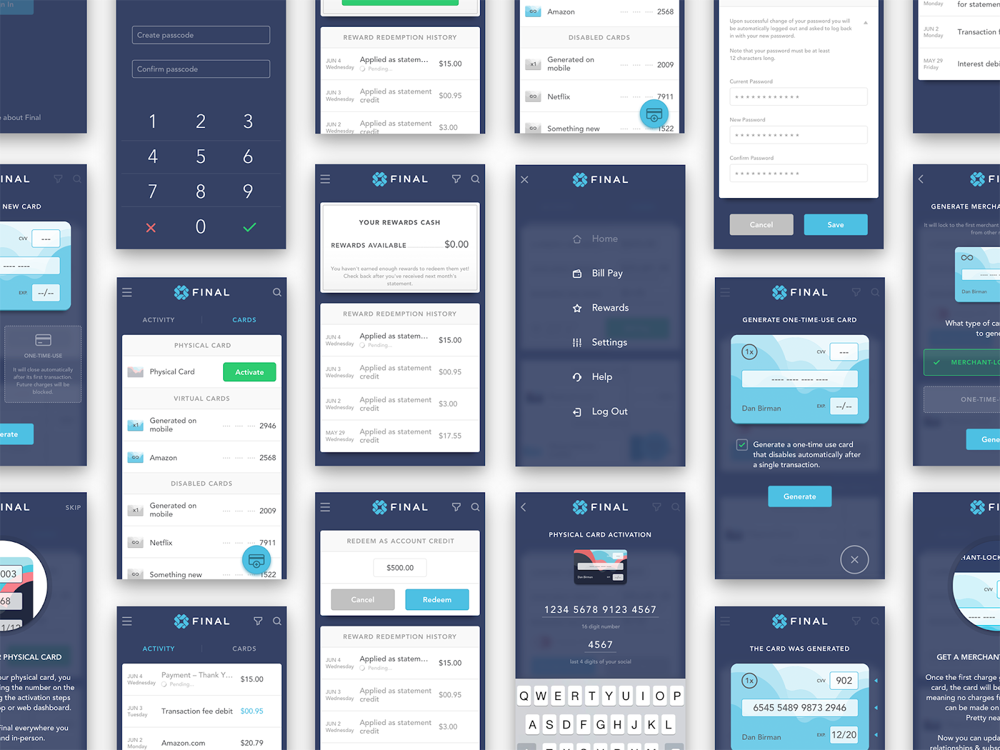 gn In
e about Final
INAL
NEW CARD
CVV
---
---- ----
EXP.
--/--
ONE-TIME-USE
It will close automatically
after its first transaction.
Future charges will be
blocked.
erate
INAL
SKIP
003
68
1/12
R PHYSICAL CARD
our physical card, you
ing the number on the
g the activation steps
pp or web dashboard.
Final everywhere you
and in-person.
Create passcode
Confirm passcode
1 2 3
4 5 6
7 8 9
0
FINAL
ACTIVITY
CARDS
PHYSICAL CARD
Physical Card
Activate
VIRTUAL CARDS
x1
Generated on
mobile
.... .... .... 2946
Amazon
.... .... .... 2568
DISABLED CARDS
x1
Generated on
mobile
.... .... .... 2009
Netflix
.... .... .... 7911
Something new
1522
FINAL
ACTIVITY
CARDS
JUN 4
Wednesday
Payment – Thank Y...
Pending...
$15.00
JUN 3
Tuesday
Transaction fee debit
$00.95
JUN 2
Monday
Amazon.com
$20.79
REWARD REDEMPTION HISTORY
JUN 4
Wednesday
Applied as statem...
Pending...
$15.00
JUN 3
Wednesday
Applied as statement
credit
$00.95
JUN 2
Wednesday
Applied as statement
credit
$3.00
FINAL
YOUR REWARDS CASH
REWARDS AVAILABLE
$0.00
You haven't earned enough rewards to redeem them yet!
Check back after you've received next month's
statement.
REWARD REDEMPTION HISTORY
JUN 4
Wednesday
Applied as statem...
Pending...
$15.00
JUN 3
Wednesday
Applied as statement
credit
$00.95
JUN 2
Wednesday
Applied as statement
credit
$3.00
MAY 29
Wednesday
Applied as statement
credit
$17.55
FINAL
REDEEM AS ACCOUNT CREDIT
$500.00
Cancel
Redeem
REWARD REDEMPTION HISTORY
JUN 4
Wednesday
Applied as statem...
Pending...
$15.00
JUN 3
Wednesday
Applied as statement
credit
$00.95
JUN 2
Wednesday
Applied as statement
credit
$3.00
Amazon
.... .... .... 2568
DISABLED CARDS
x1
Generated on
mobile
.... .... .... 2009
Netflix
.... .... .... 7911
Something new
1522
FINAL
Home
Bill Pay
Rewards
Settings
Help
Log Out
FINAL
PHYSICAL CARD ACTIVATION
Dan Birman
1234 5678 9123 4567
16 digit number
4567
last 4 digits of your social
Q W E R T Y U I O P
A S D F G H J K L
Z X C V B N M
Upon successful change of your password you will
be automatically logged out and asked to log back
in with your new password.
Note that your password must be at least
12 characters long.
Current Password
* * * * * * * * * * * *
New Password
* * * * * * * * * * * *
Confirm Password
* * * * * * * * * * * *
Cancel
Save
FINAL
GENERATE ONE-TIME-USE CARD
1x
CVV
---
---- ---- ---- ----
Dan Birman
EXP.
--/--
Generate a one-time use card
that disables automatically after
a single transaction.
Generate
FINAL
THE CARD WAS GENERATED
1x
CVV
902
6545 5489 9873 2946
Dan Birman
EXP.
12/20
Monday
for statemen
JUN 2
Monday
Transaction f
MAY 29
Friday
Interest debi
FI
GENERATE MERCHA
It will lock to the first merchant
from other m
---- ----
Dan Birman
What type of car
to gene
MERCHANT-LO
ONE-TIME-
Gene
FI
HANT-LOCK
CVV
---- ----
GET A MERCHAN
Once the first charge g
card, the card will be
meaning no charges fr
can be made on
Pretty nea
Now you can upda
relationships & subsc